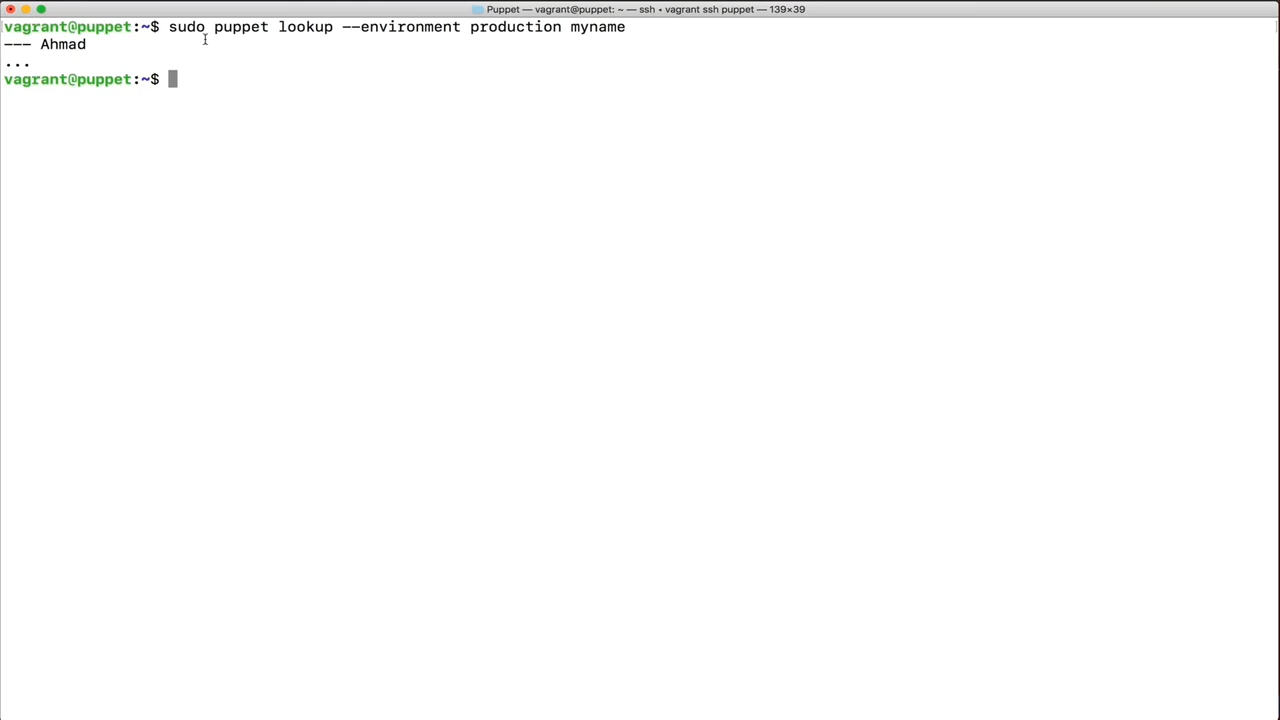 Puppet — vagrant@puppet: ~ — ssh ◂ vagrant ssh puppet — 139×39
vagrant@puppet:~$ sudo puppet lookup --environment production myname
--- Ahmad
...
vagrant@puppet:~$